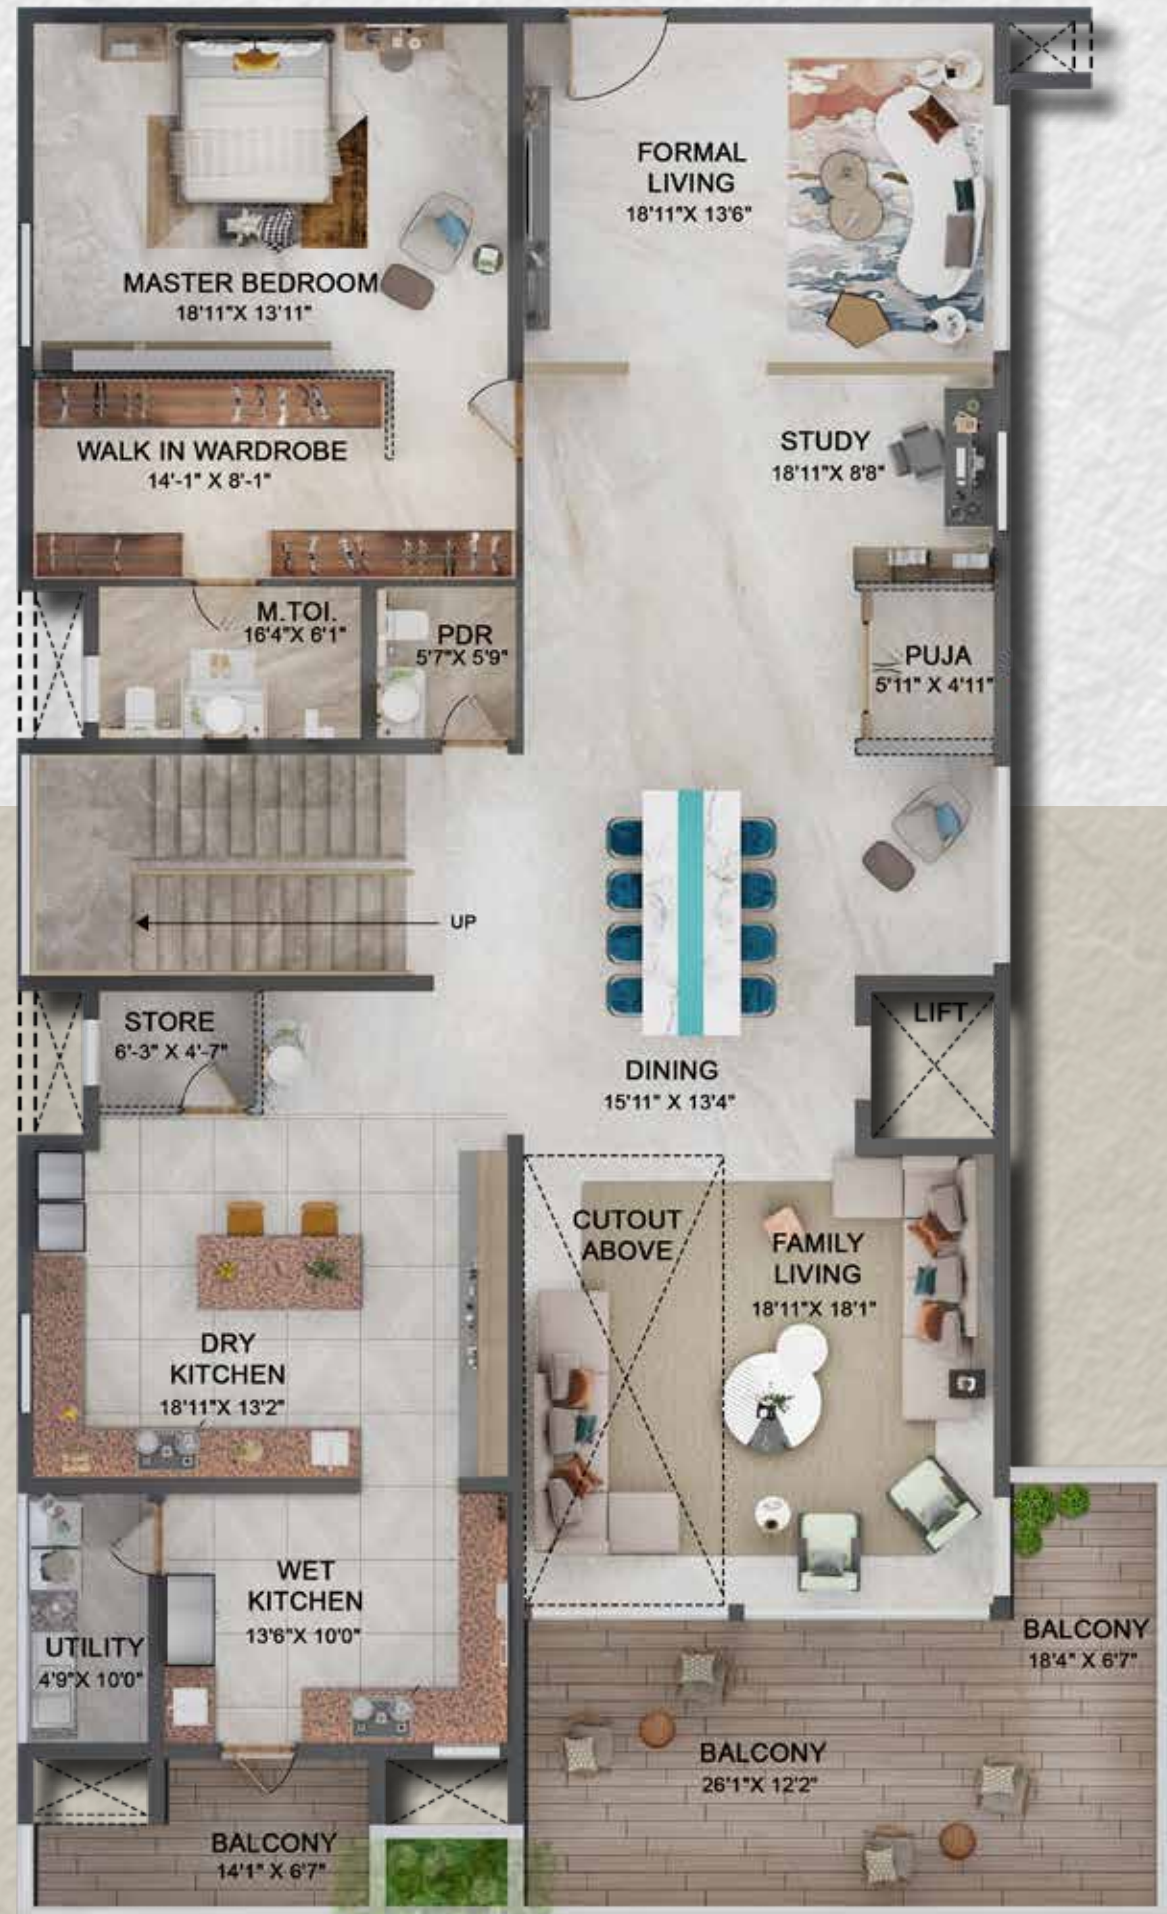 FORMAL
LIVING
18'11"X 13'6"
MASTER BEDROOM
18'11"X 13'11"
STUDY
18'11"X 8'8"
WALK IN WARDROBE
14'-1" X 8'-1"
M.TOI.
16'4"X 6'1"
PDR
5'7"X 5'9"
PUJA
5'11" X 4'11"
UP
STORE
6'-3" X 4'-7"
LIFT
DINING
15'11" X 13'4"
CUTOUT
ABOVE
FAMILY
LIVING
18'11"X 18'1"
DRY
KITCHEN
18'11"X 13'2"
WET
KITCHEN
13'6"X 10'0"
UTILITY
4'9"X 10'0"
BALCONY
18'4" X 6'7"
BALCONY
26'1"X 12'2"
BALCONY
14'1" X 6'7"